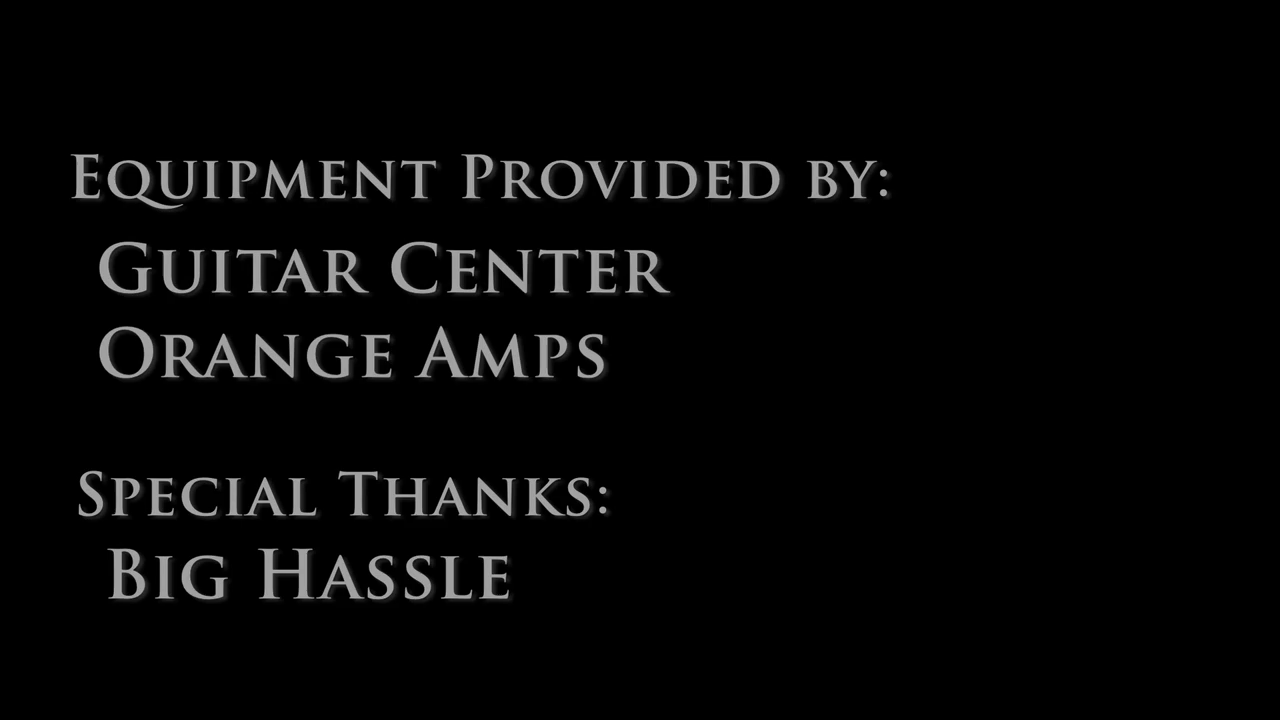 Equipment Provided by:
Guitar Center
Orange Amps
Special Thanks:
Big Hassle